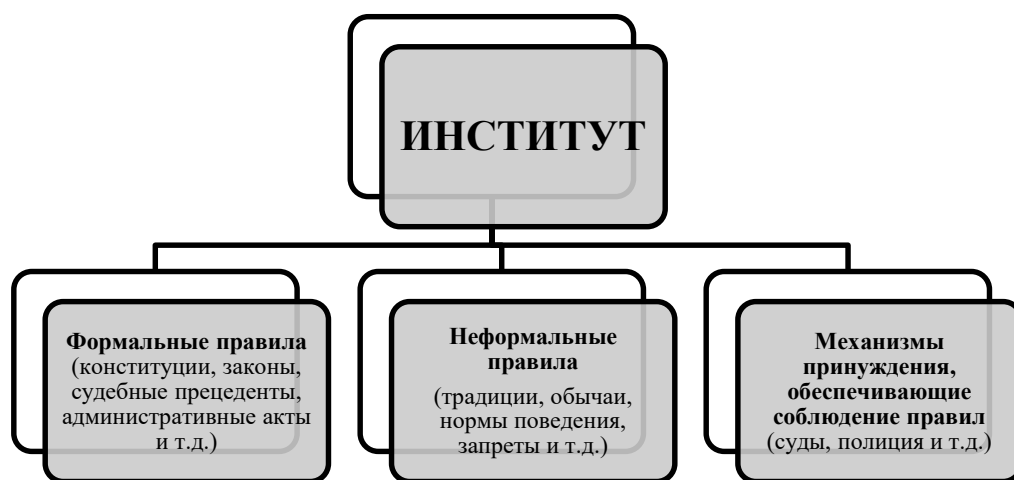 ИНСТИТУТ
Формальные правила
(конституции, законы,
судебные прецеденты,
административные акты
и т.д.)
Неформальные
правила
(традиции, обычаи,
нормы поведения,
запреты и т.д.)
Механизмы
принуждения,
обеспечивающие
соблюдение правил
(суды, полиция и т.д.)